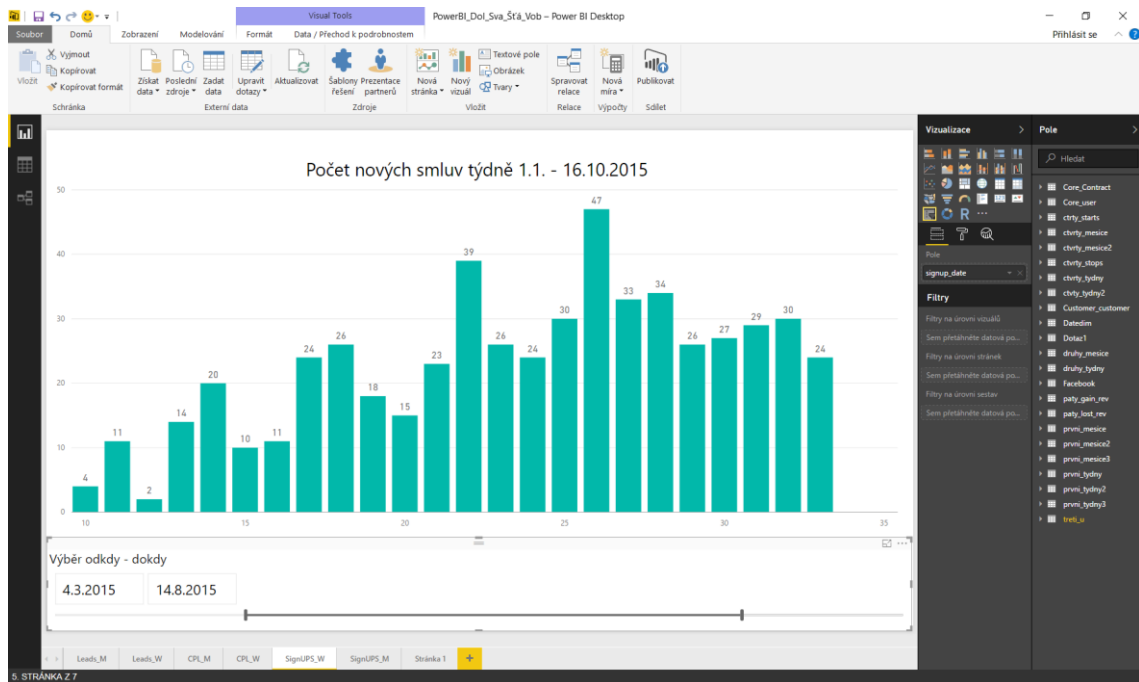 Visual Tools
PowerBI_Dol_Sva_Šťá_Vob – Power BI Desktop
Soubor Domů Zobrazení Modelování Formát Data / Přechod k podrobnostem Přihlásit se
Vložit
Vyjmout
Kopírovat
Kopírovat formát
Schránka
Získat data
Poslední zdroje
Zadat data
Upravit dotazy
Aktualizovat
Externí data
Šablony řešení
Prezentace partnerů
Zdroje
Nová stránka
Nový vizuál
Textové pole
Obrázek
Tvary
Vložit
Spravovat relace
Relace
Nová míra
Výpočty
Publikovat
Sdílet
Počet nových smluv týdně 1.1. - 16.10.2015
50
40
30
20
10
0
4 11 2 14 20 10 11 24 26 18 15 23 39 26 24 30 47 33 34 26 27 29 30 24
10 15 20 25 30 35
Výběr odkdy - dokdy
4.3.2015 14.8.2015
Leads_M Leads_W CPL_M CPL_W SignUPS_W SignUPS_M Stránka 1 +
5. STRÁNKA Z 7
Vizualizace
R
Pole
signup_date
Filtry
Filtry na úrovni vizuálů
Sem přetáhněte datová po...
Filtry na úrovni stránek
Sem přetáhněte datová po...
Filtry na úrovni sestav
Sem přetáhněte datová po...
Pole
Hledat
Core_Contract
Core_user
ctrty_starts
ctvrty_mesice
ctvrty_mesice2
ctvrty_stops
ctvrty_tydny
ctvty_tydny2
Customer_customer
Datedim
Dotaz1
druhy_mesice
druhy_tydny
Facebook
paty_gain_rev
paty_lost_rev
prvni_mesice
prvni_mesice2
prvni_mesice3
prvni_tydny
prvni_tydny2
prvni_tydny3
treti_u